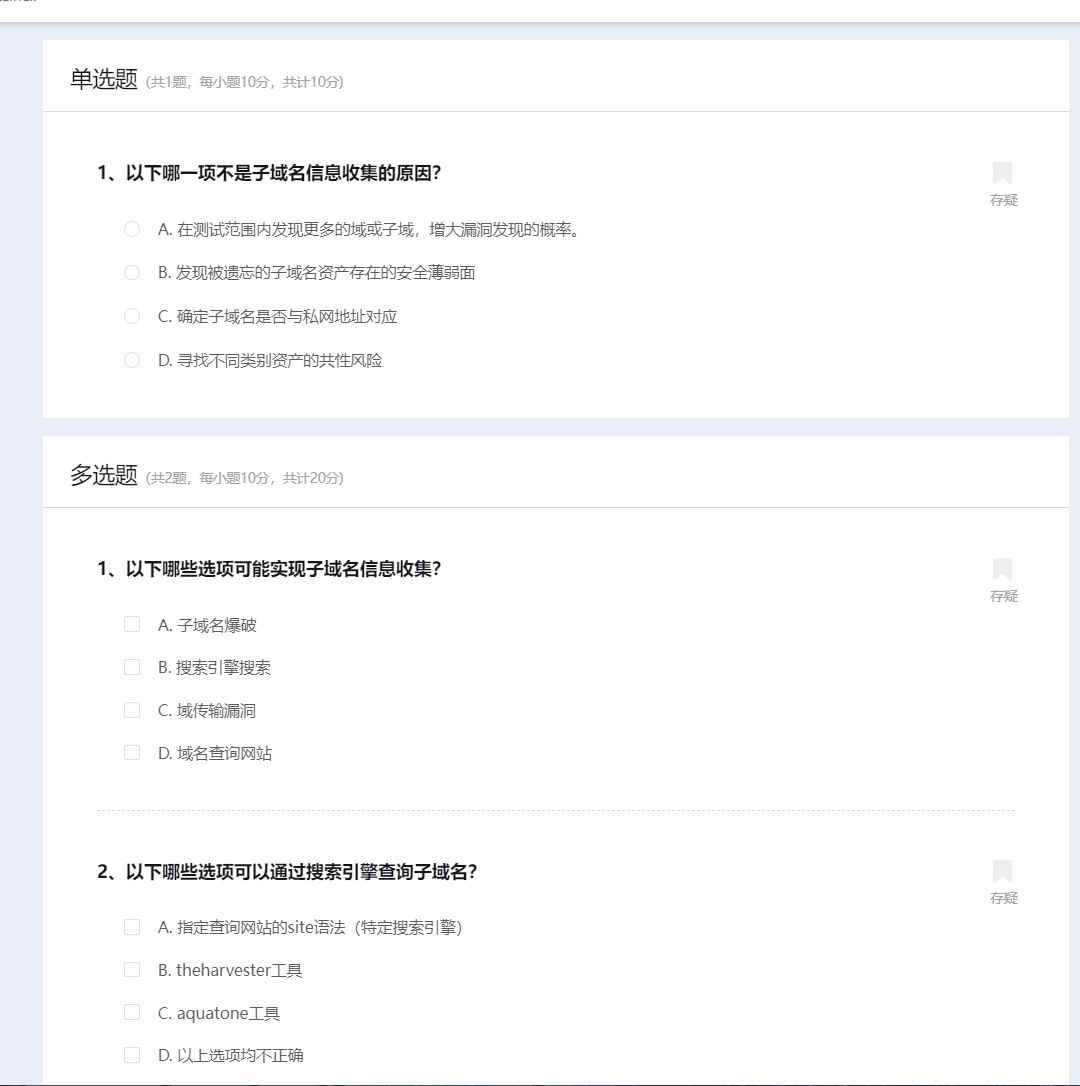 单选题 (共1题，每小题10分，共计10分)
1、以下哪一项不是子域名信息收集的原因？
存疑
A. 在测试范围内发现更多的域或子域，增大漏洞发现的概率。
B. 发现被遗忘的子域名资产存在的安全薄弱面
C. 确定子域名是否与私网地址对应
D. 寻找不同类别资产的共性风险
多选题 (共2题，每小题10分，共计20分)
1、以下哪些选项可能实现子域名信息收集？
存疑
A. 子域名爆破
B. 搜索引擎搜索
C. 域传输漏洞
D. 域名查询网站
2、以下哪些选项可以通过搜索引擎查询子域名？
存疑
A. 指定查询网站的site语法（特定搜索引擎）
B. theharvester工具
C. aquatone工具
D. 以上选项均不正确